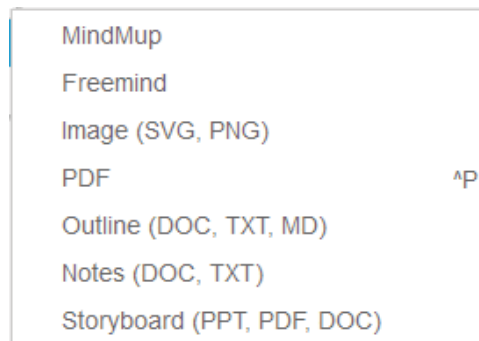 MindMup
Freemind
Image (SVG, PNG)
PDF ^P
Outline (DOC, TXT, MD)
Notes (DOC, TXT)
Storyboard (PPT, PDF, DOC)